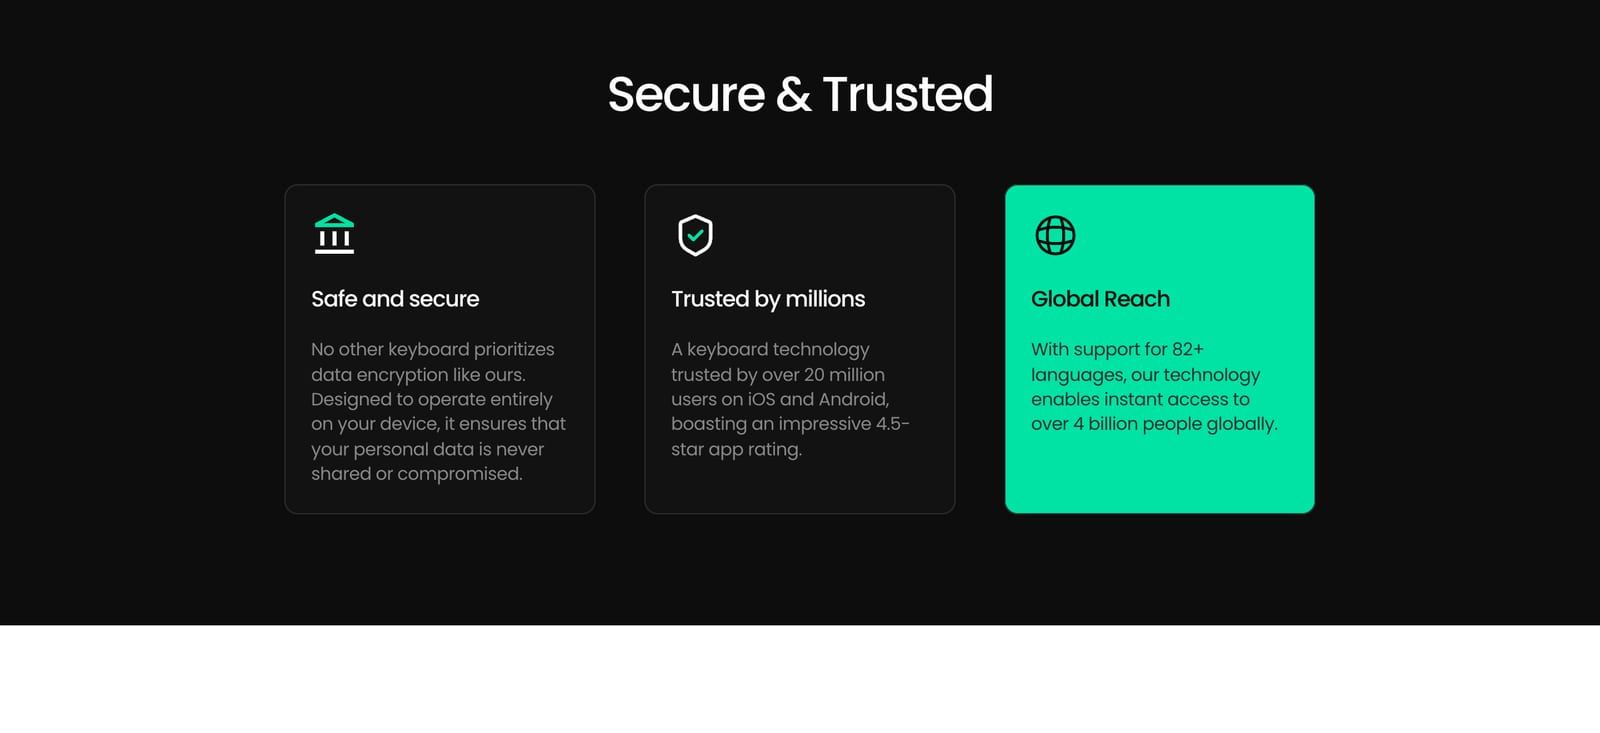 Secure & Trusted
Safe and secure
No other keyboard prioritizes
data encryption like ours.
Designed to operate entirely
on your device, it ensures that
your personal data is never
shared or compromised.
Trusted by millions
A keyboard technology
trusted by over 20 million
users on iOS and Android,
boasting an impressive 4.5-
star app rating.
Global Reach
With support for 82+
languages, our technology
enables instant access to
over 4 billion people globally.